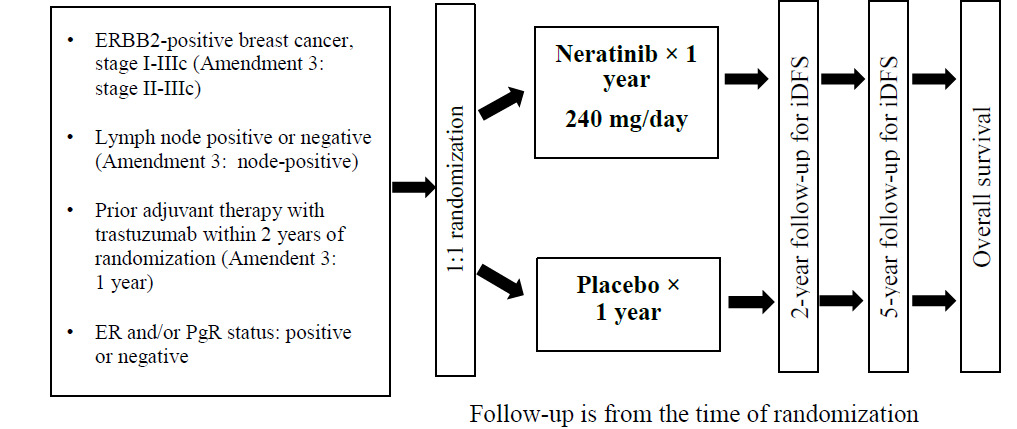 • ERBB2-positive breast cancer,
stage I-IIIc (Amendment 3:
stage II-IIIc)
• Lymph node positive or negative
(Amendment 3: node-positive)
• Prior adjuvant therapy with
trastuzumab within 2 years of
randomization (Amendent 3:
1 year)
• ER and/or PgR status: positive
or negative
1:1 randomization
Neratinib × 1
year
240 mg/day
Placebo ×
1 year
2-year follow-up for iDFS
5-year follow-up for iDFS
Overall survival
Follow-up is from the time of randomization